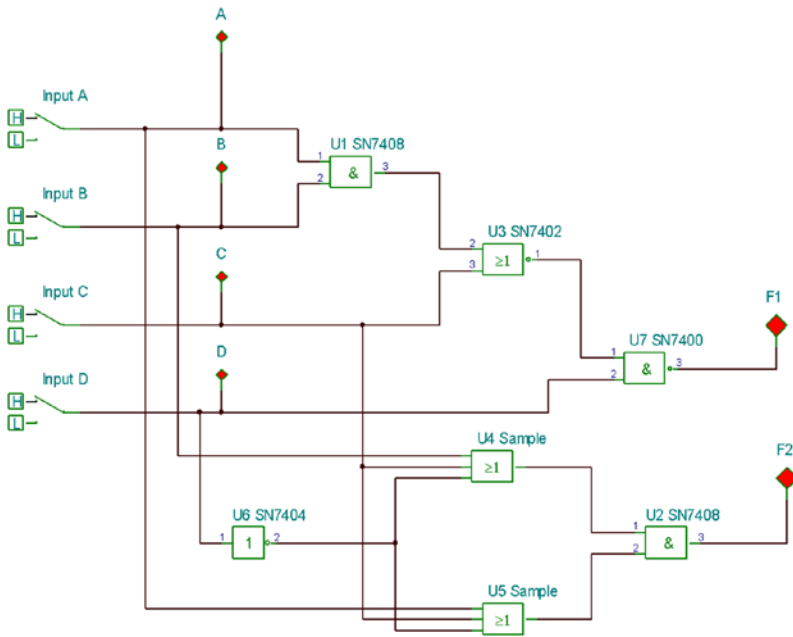 A
Input A
H
L
B
U1 SN7408
1
2
&
3
Input B
H
L
C
U3 SN7402
2
3
≥1
1
Input C
H
L
F1
D
U7 SN7400
1
2
&
3
Input D
H
L
U4 Sample
≥1
F2
U6 SN7404
1
1
2
U2 SN7408
1
2
&
3
U5 Sample
≥1